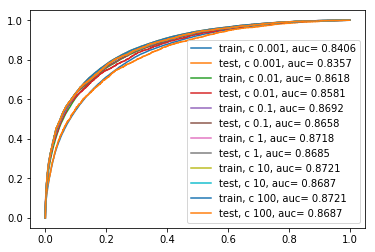 1.0
0.8
0.6
0.4
0.2
0.0
train, c 0.001, auc= 0.8406
test, c 0.001, auc= 0.8357
train, c 0.01, auc= 0.8618
test, c 0.01, auc= 0.8581
train, c 0.1, auc= 0.8692
test, c 0.1, auc= 0.8658
train, c 1, auc= 0.8718
test, c 1, auc= 0.8685
train, c 10, auc= 0.8721
test, c 10, auc= 0.8687
train, c 100, auc= 0.8721
test, c 100, auc= 0.8687
0.0 0.2 0.4 0.6 0.8 1.0